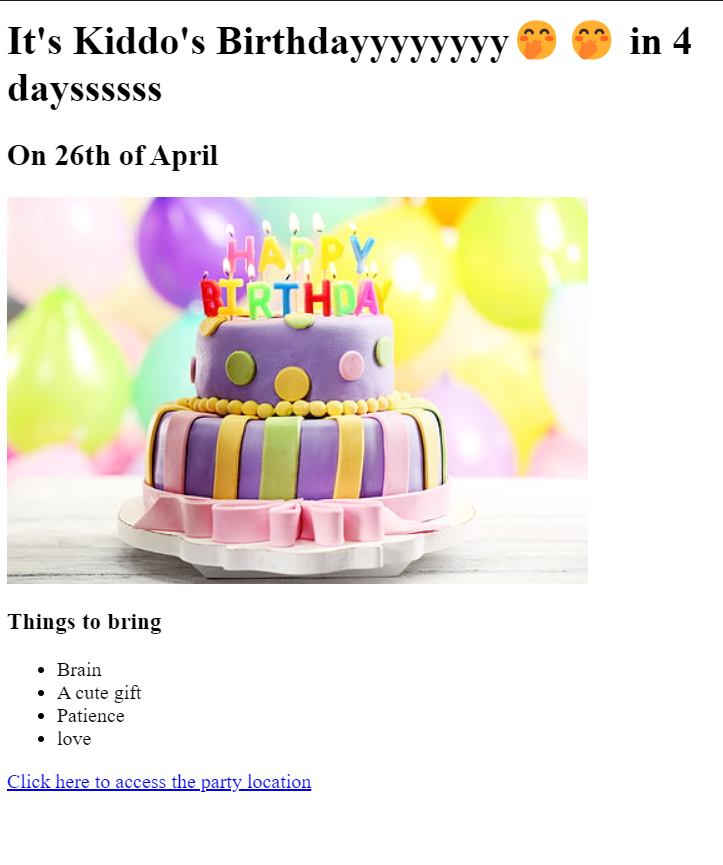 It's Kiddo's Birthdayyyyyyyy🤭 🤭 in 4
dayssssss
On 26th of April
HAPPY
BIRTHDAY
Things to bring
Brain
A cute gift
Patience
love
Click here to access the party location